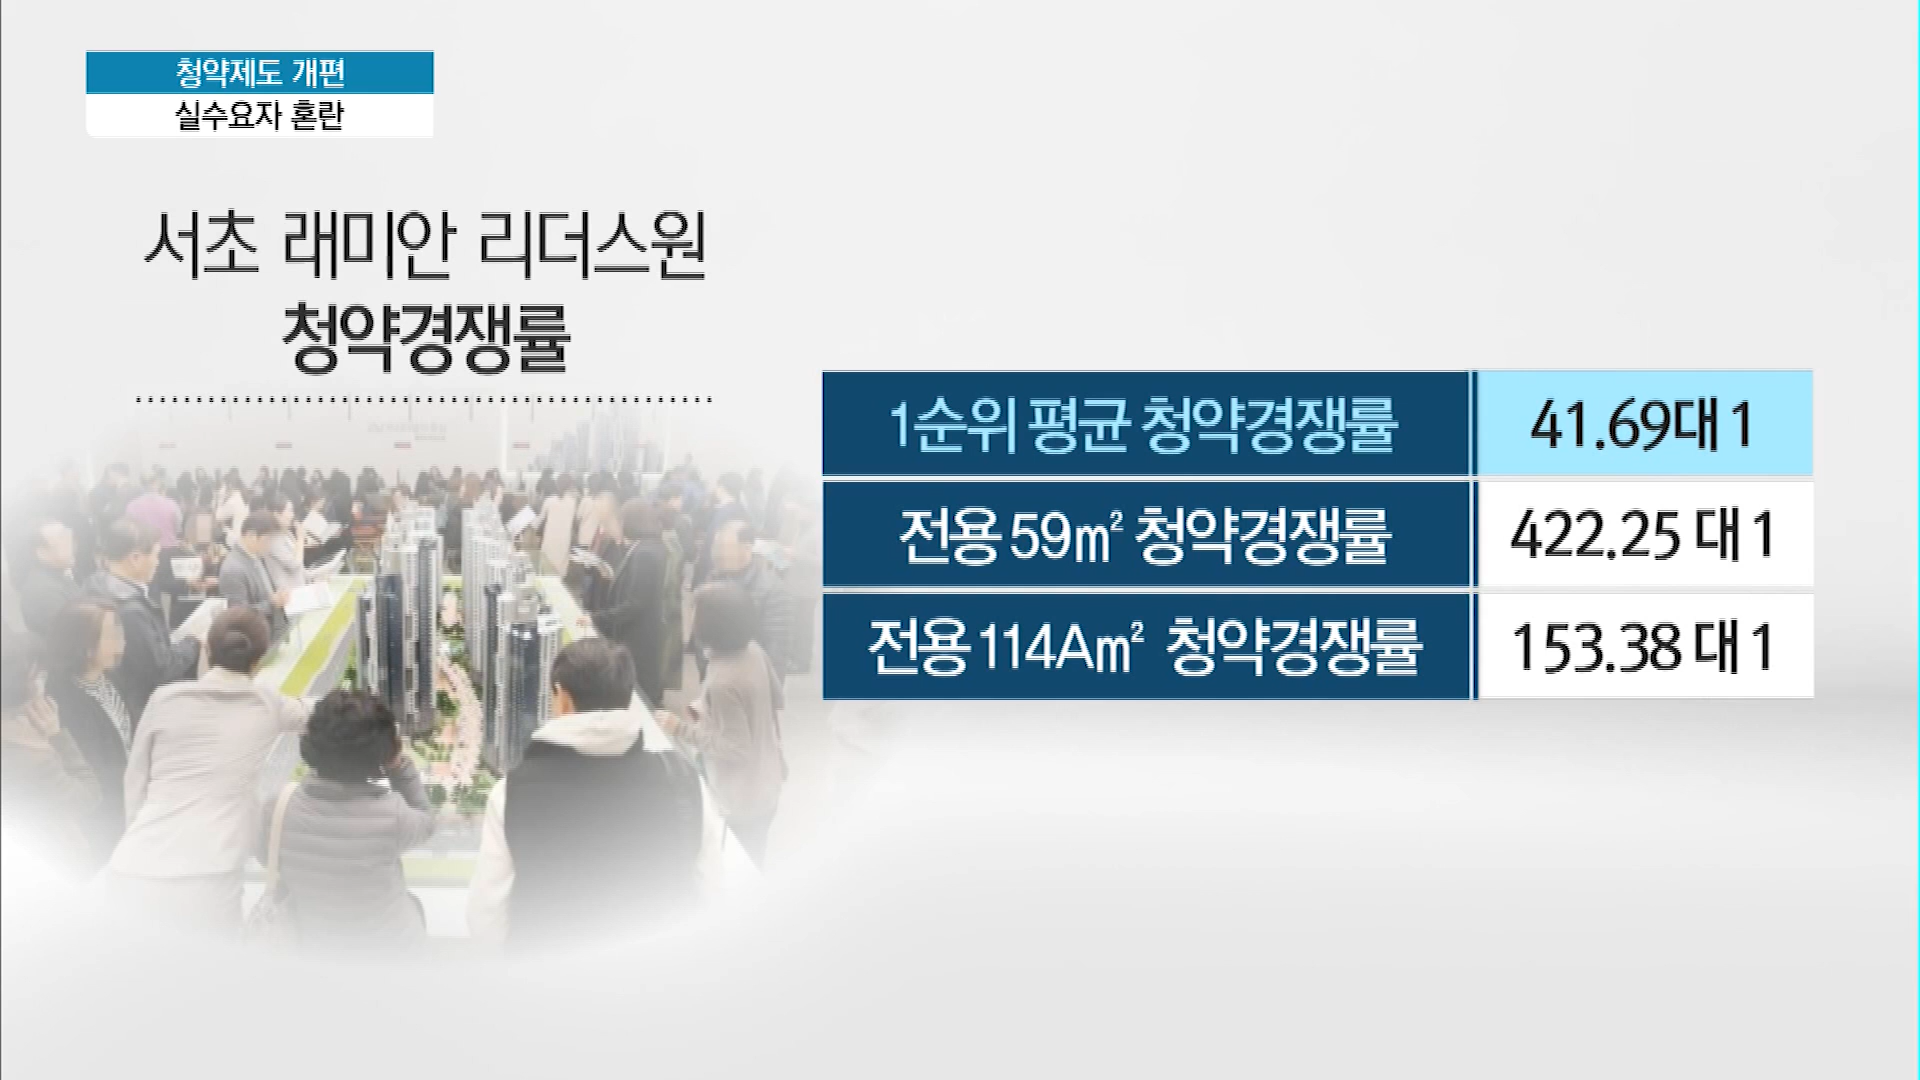 청약제도 개편
실수요자 혼란
서초 래미안 리더스원
청약경쟁률
1순위 평균 청약경쟁률 41.69대 1
전용 59㎡ 청약경쟁률 422.25 대 1
전용 114A㎡ 청약경쟁률 153.38 대 1